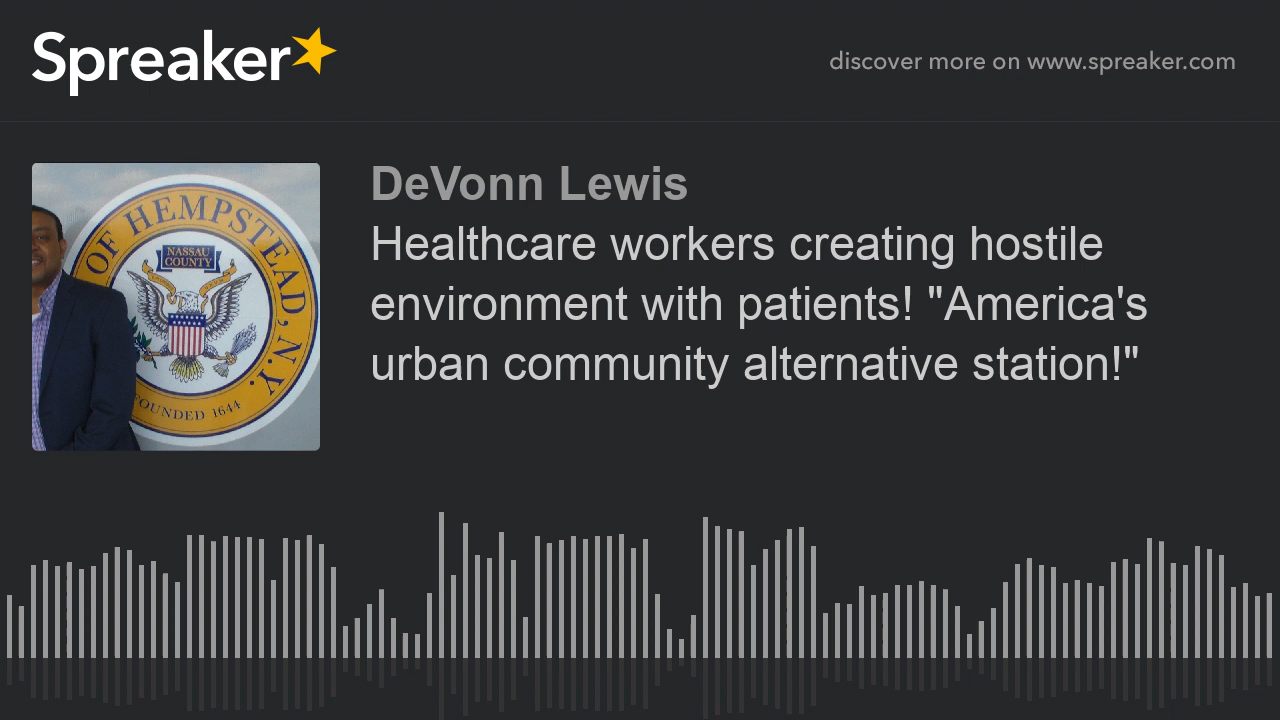 Spreaker
discover more on www.spreaker.com
DeVonn Lewis
Healthcare workers creating hostile
environment with patients! "America's
urban community alternative station!"
OF HEMPSTEAD, N.Y.
NASSAU
COUNTY
FOUNDED 1644